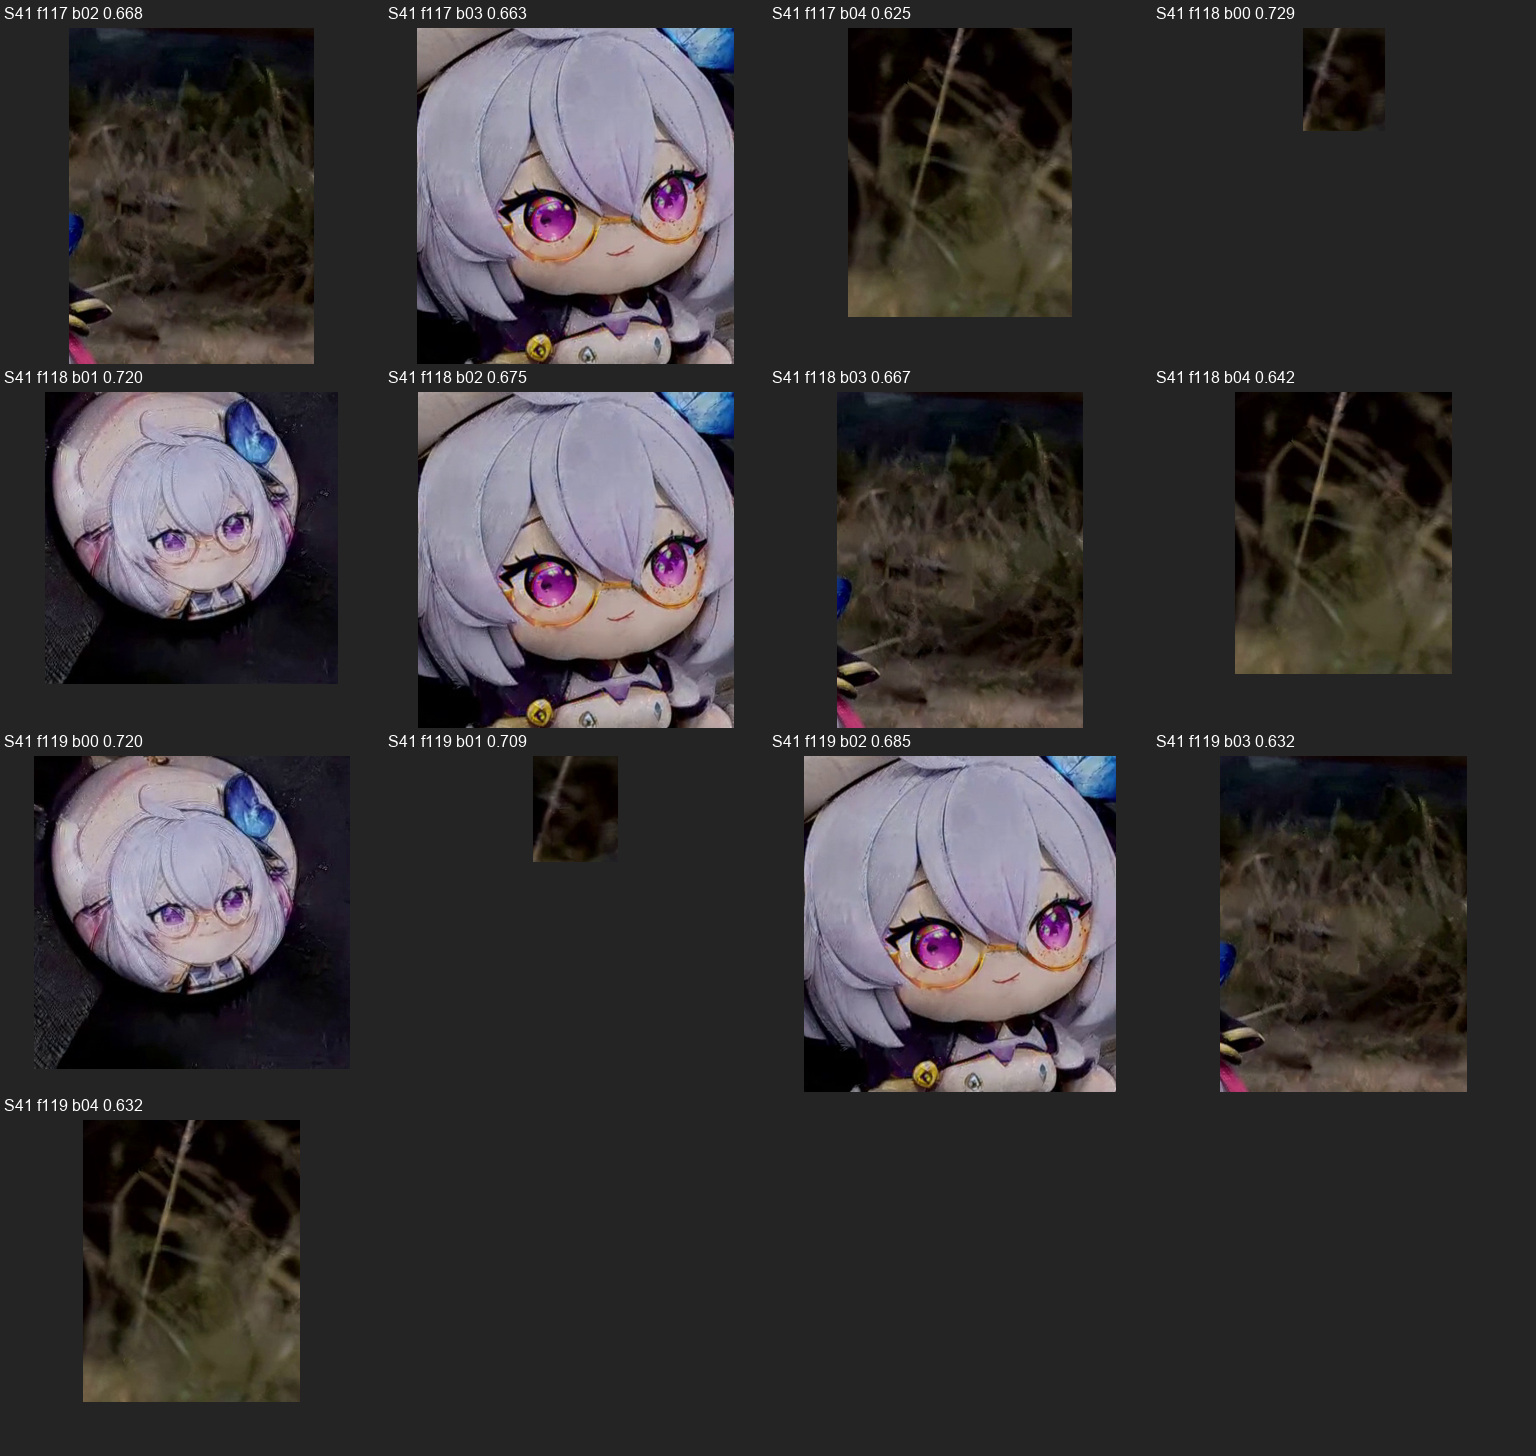 S41 f117 b02 0.668
S41 f117 b03 0.663
S41 f117 b04 0.625
S41 f118 b00 0.729
S41 f118 b01 0.720
S41 f118 b02 0.675
S41 f118 b03 0.667
S41 f118 b04 0.642
S41 f119 b00 0.720
S41 f119 b01 0.709
S41 f119 b02 0.685
S41 f119 b03 0.632
S41 f119 b04 0.632